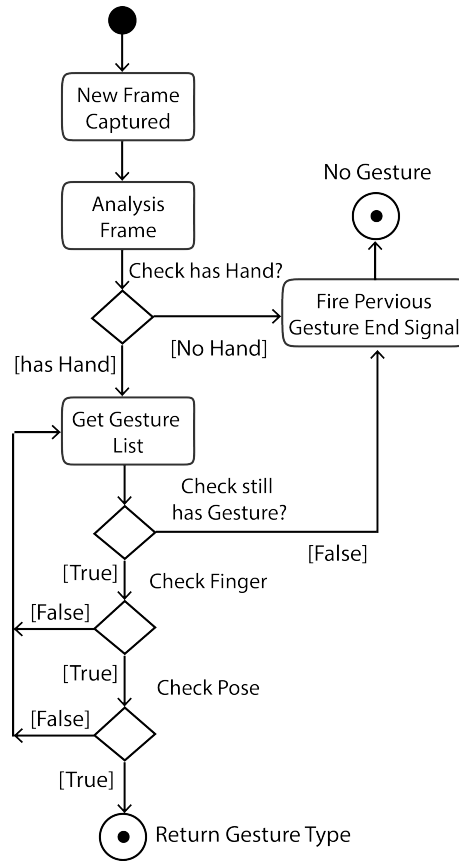 New Frame
Captured
No Gesture
Analysis
Frame
Check has Hand?
Fire Pervious
Gesture End Signal
[No Hand]
[has Hand]
Get Gesture
List
Check still
has Gesture?
[False]
[True]
Check Finger
[False]
[True]
Check Pose
[False]
[True]
Return Gesture Type